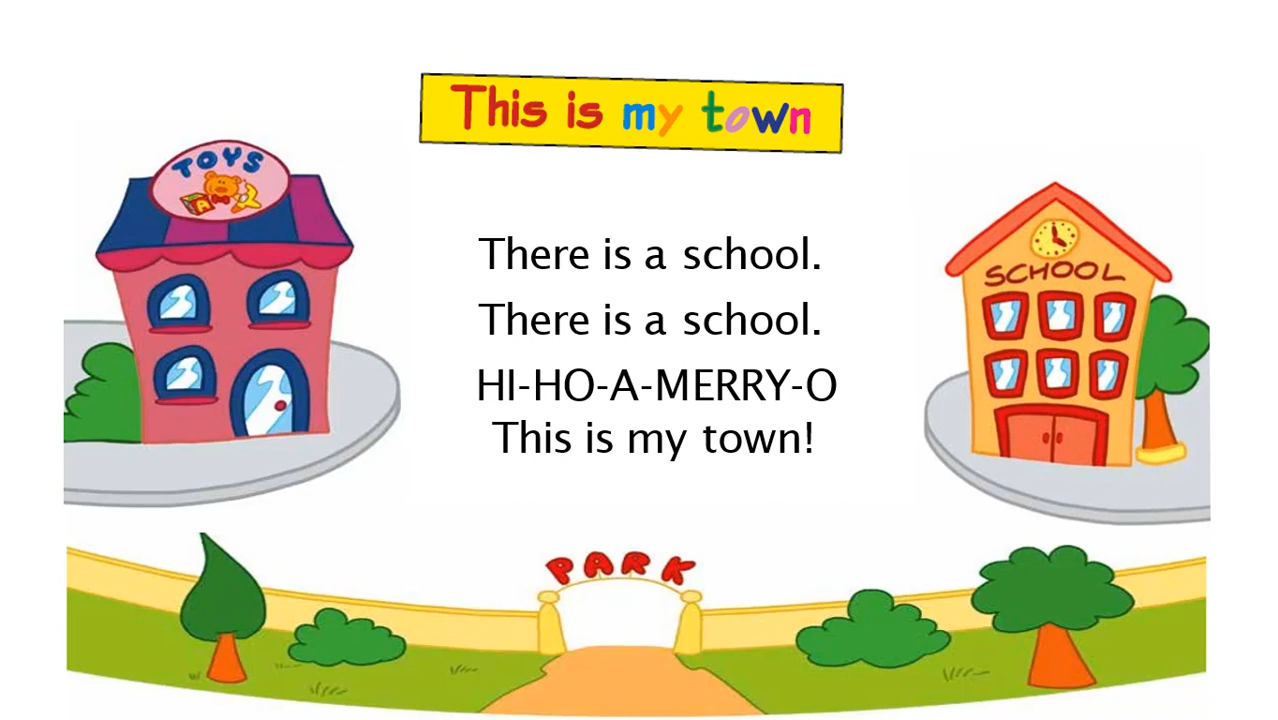 This is my town
TOYS
A
There is a school.
There is a school.
HI-HO-A-MERRY-O
This is my town!
SCHOOL
PARK